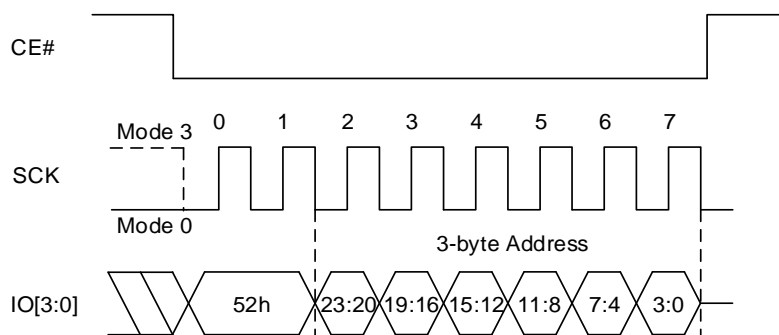 CE#
0 1 2 3 4 5 6 7
Mode 3
SCK
Mode 0
3-byte Address
IO[3:0]
52h 23:20 19:16 15:12 11:8 7:4 3:0